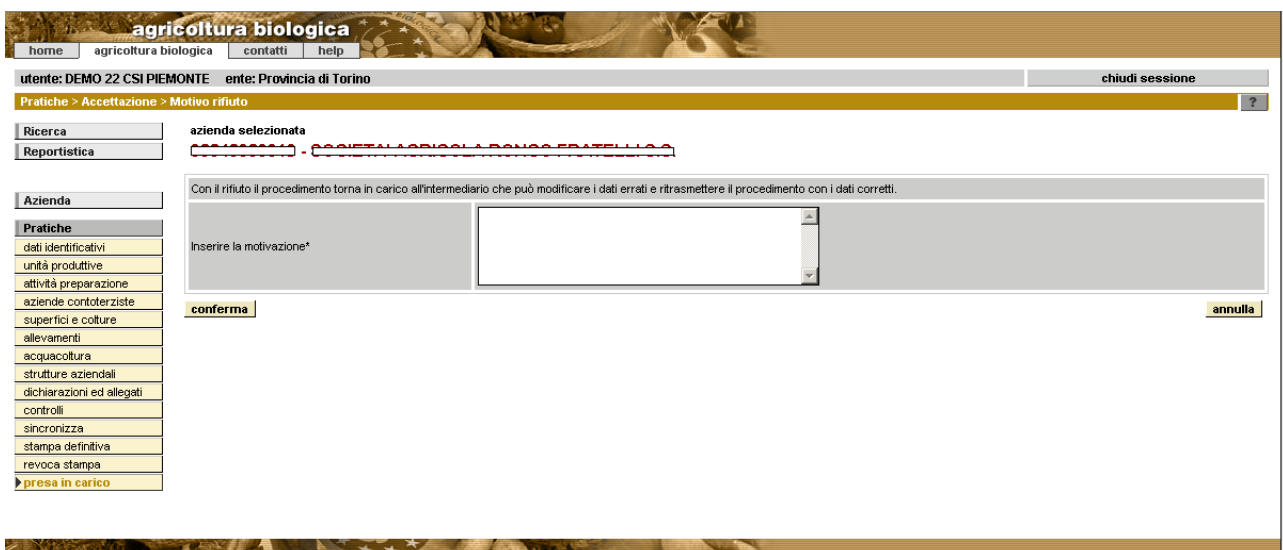 agricoltura biologica
home agricoltura biologica contatti help
utente: DEMO 22 CSI PIEMONTE ente: Provincia di Torino chiudi sessione
Pratiche > Accettazione > Motivo rifiuto ?
Ricerca
azienda selezionata
Reportistica
-
Con il rifiuto il procedimento torna in carico all'intermediario che può modificare i dati errati e ritrasmettere il procedimento con i dati corretti.
Azienda
Pratiche
dati identificativi
Inserire la motivazione*
unità produttive
attività preparazione
aziende contoterziste
conferma annulla
superfici e colture
allevamenti
acquacoltura
strutture aziendali
dichiarazioni ed allegati
controlli
sincronizza
stampa definitiva
revoca stampa
presa in carico